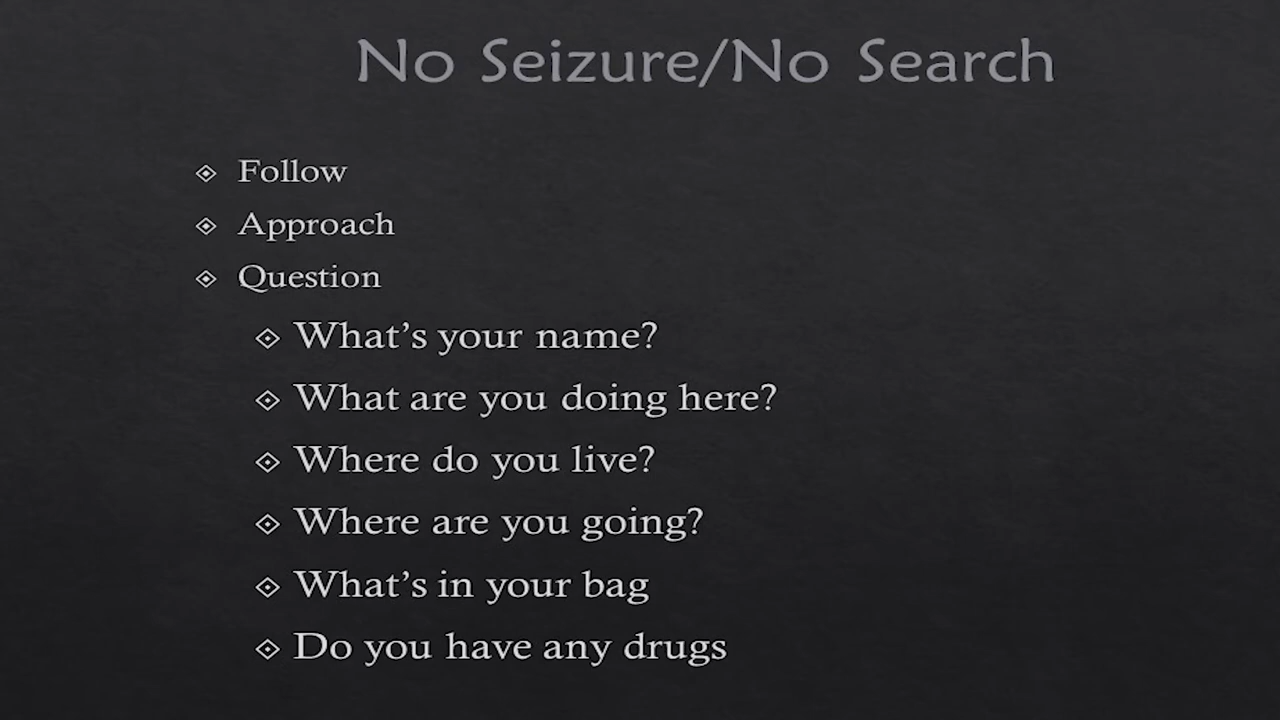 No Seizure/No Search
Follow
Approach
Question
What's your name?
What are you doing here?
Where do you live?
Where are you going?
What's in your bag
Do you have any drugs